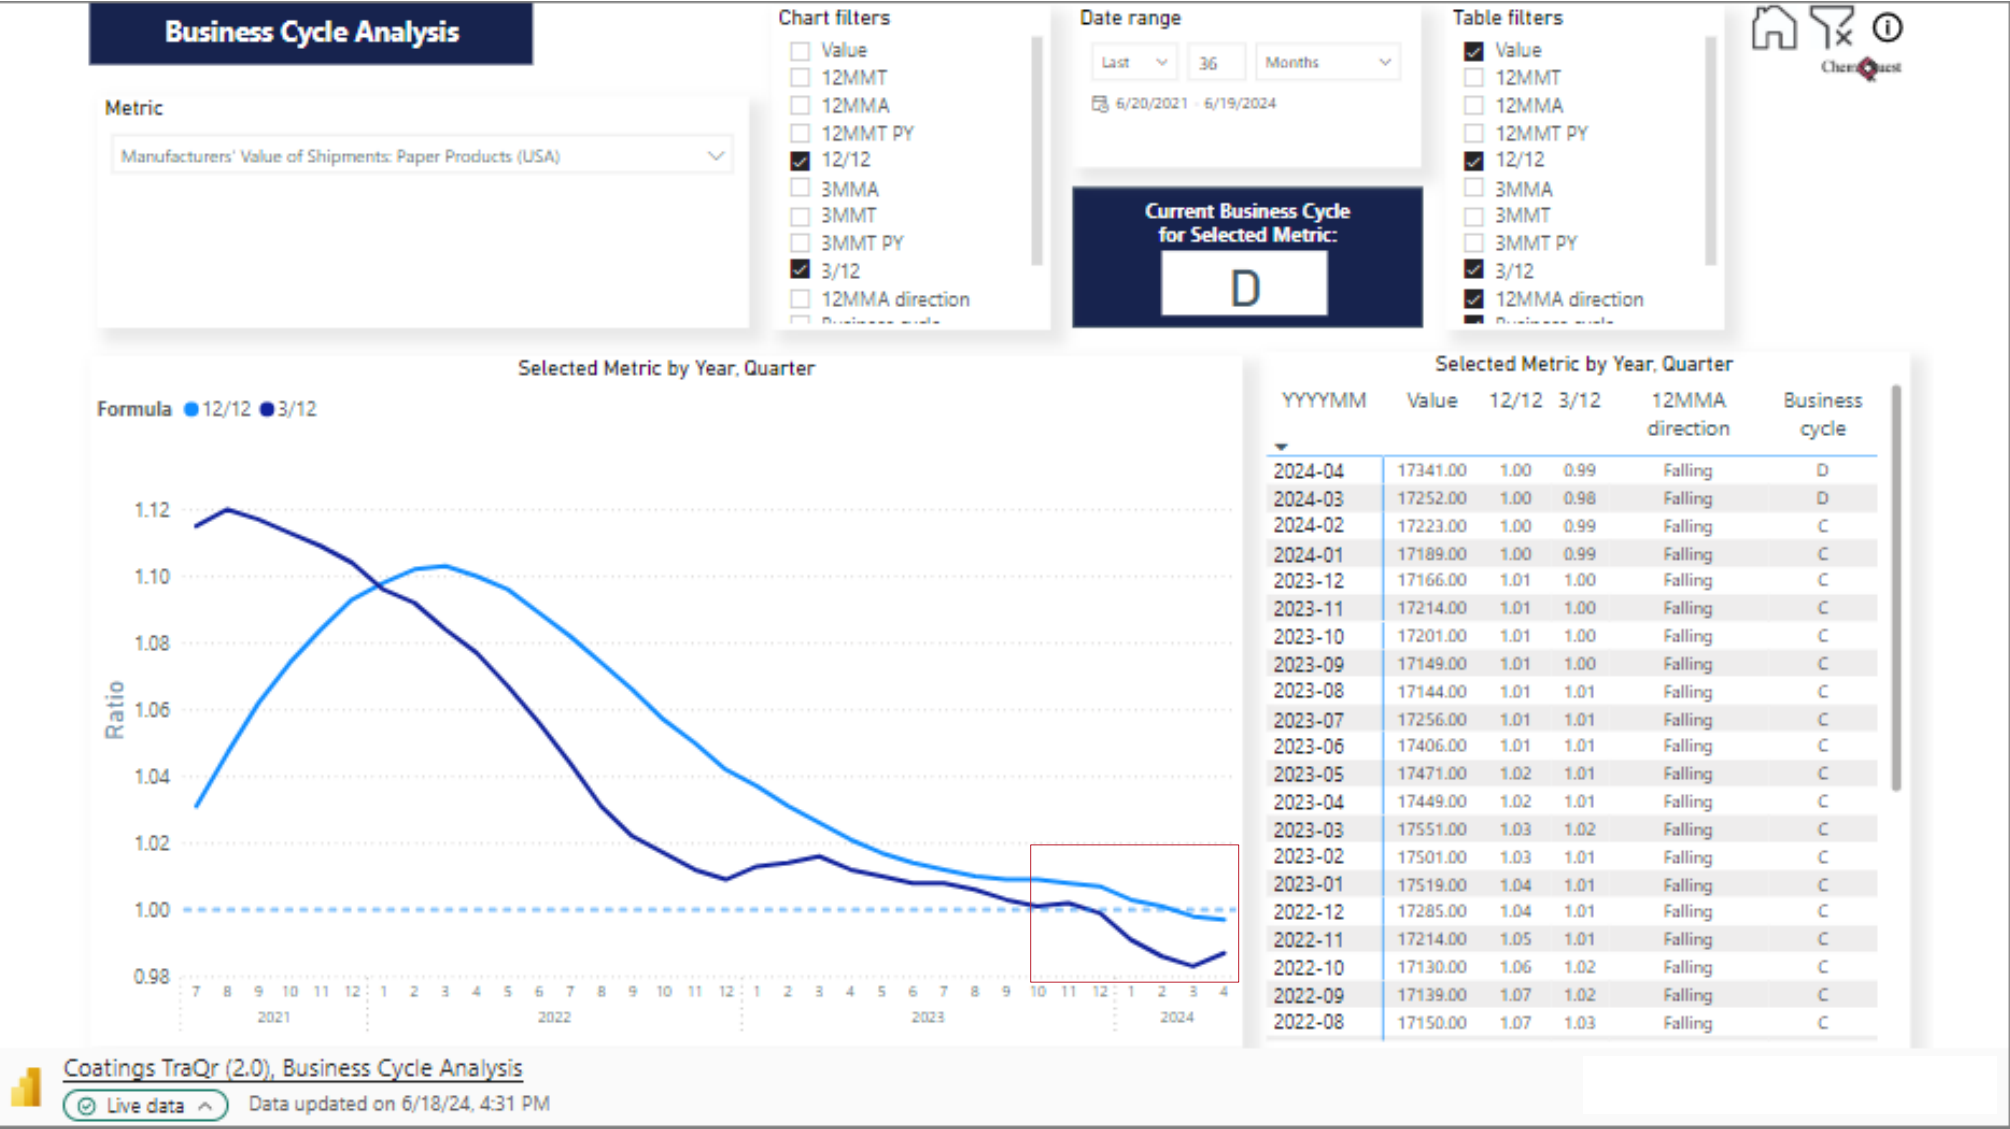 Business Cycle Analysis
Metric
Manufacturers' Value of Shipments: Paper Products (USA)
Chart filters
Value
12MMT
12MMA
12MMT PY
12/12
3MMA
3MMT
3MMT PY
3/12
12MMA direction
Date range
Last 36 Months
6/20/2021 - 6/19/2024
Current Business Cycle
for Selected Metric:
D
Table filters
Value
12MMT
12MMA
12MMT PY
12/12
3MMA
3MMT
3MMT PY
3/12
12MMA direction
ChemQuest
Selected Metric by Year, Quarter
Formula 12/12 3/12
Ratio
1.12
1.10
1.08
1.06
1.04
1.02
1.00
0.98
7 8 9 10 11 12 1 2 3 4 5 6 7 8 9 10 11 12 1 2 3 4 5 6 7 8 9 10 11 12 1 2 3 4
2021 2022 2023 2024
Selected Metric by Year, Quarter
YYYYMM Value 12/12 3/12 12MMA direction Business cycle
2024-04 17341.00 1.00 0.99 Falling D
2024-03 17252.00 1.00 0.98 Falling D
2024-02 17223.00 1.00 0.99 Falling C
2024-01 17189.00 1.00 0.99 Falling C
2023-12 17166.00 1.01 1.00 Falling C
2023-11 17214.00 1.01 1.00 Falling C
2023-10 17201.00 1.01 1.00 Falling C
2023-09 17149.00 1.01 1.00 Falling C
2023-08 17144.00 1.01 1.01 Falling C
2023-07 17256.00 1.01 1.01 Falling C
2023-06 17406.00 1.01 1.01 Falling C
2023-05 17471.00 1.02 1.01 Falling C
2023-04 17449.00 1.02 1.01 Falling C
2023-03 17551.00 1.03 1.02 Falling C
2023-02 17501.00 1.03 1.01 Falling C
2023-01 17519.00 1.04 1.01 Falling C
2022-12 17285.00 1.04 1.01 Falling C
2022-11 17214.00 1.05 1.01 Falling C
2022-10 17130.00 1.06 1.02 Falling C
2022-09 17139.00 1.07 1.02 Falling C
2022-08 17150.00 1.07 1.03 Falling C
Coatings TraQr (2.0), Business Cycle Analysis
Live data
Data updated on 6/18/24, 4:31 PM